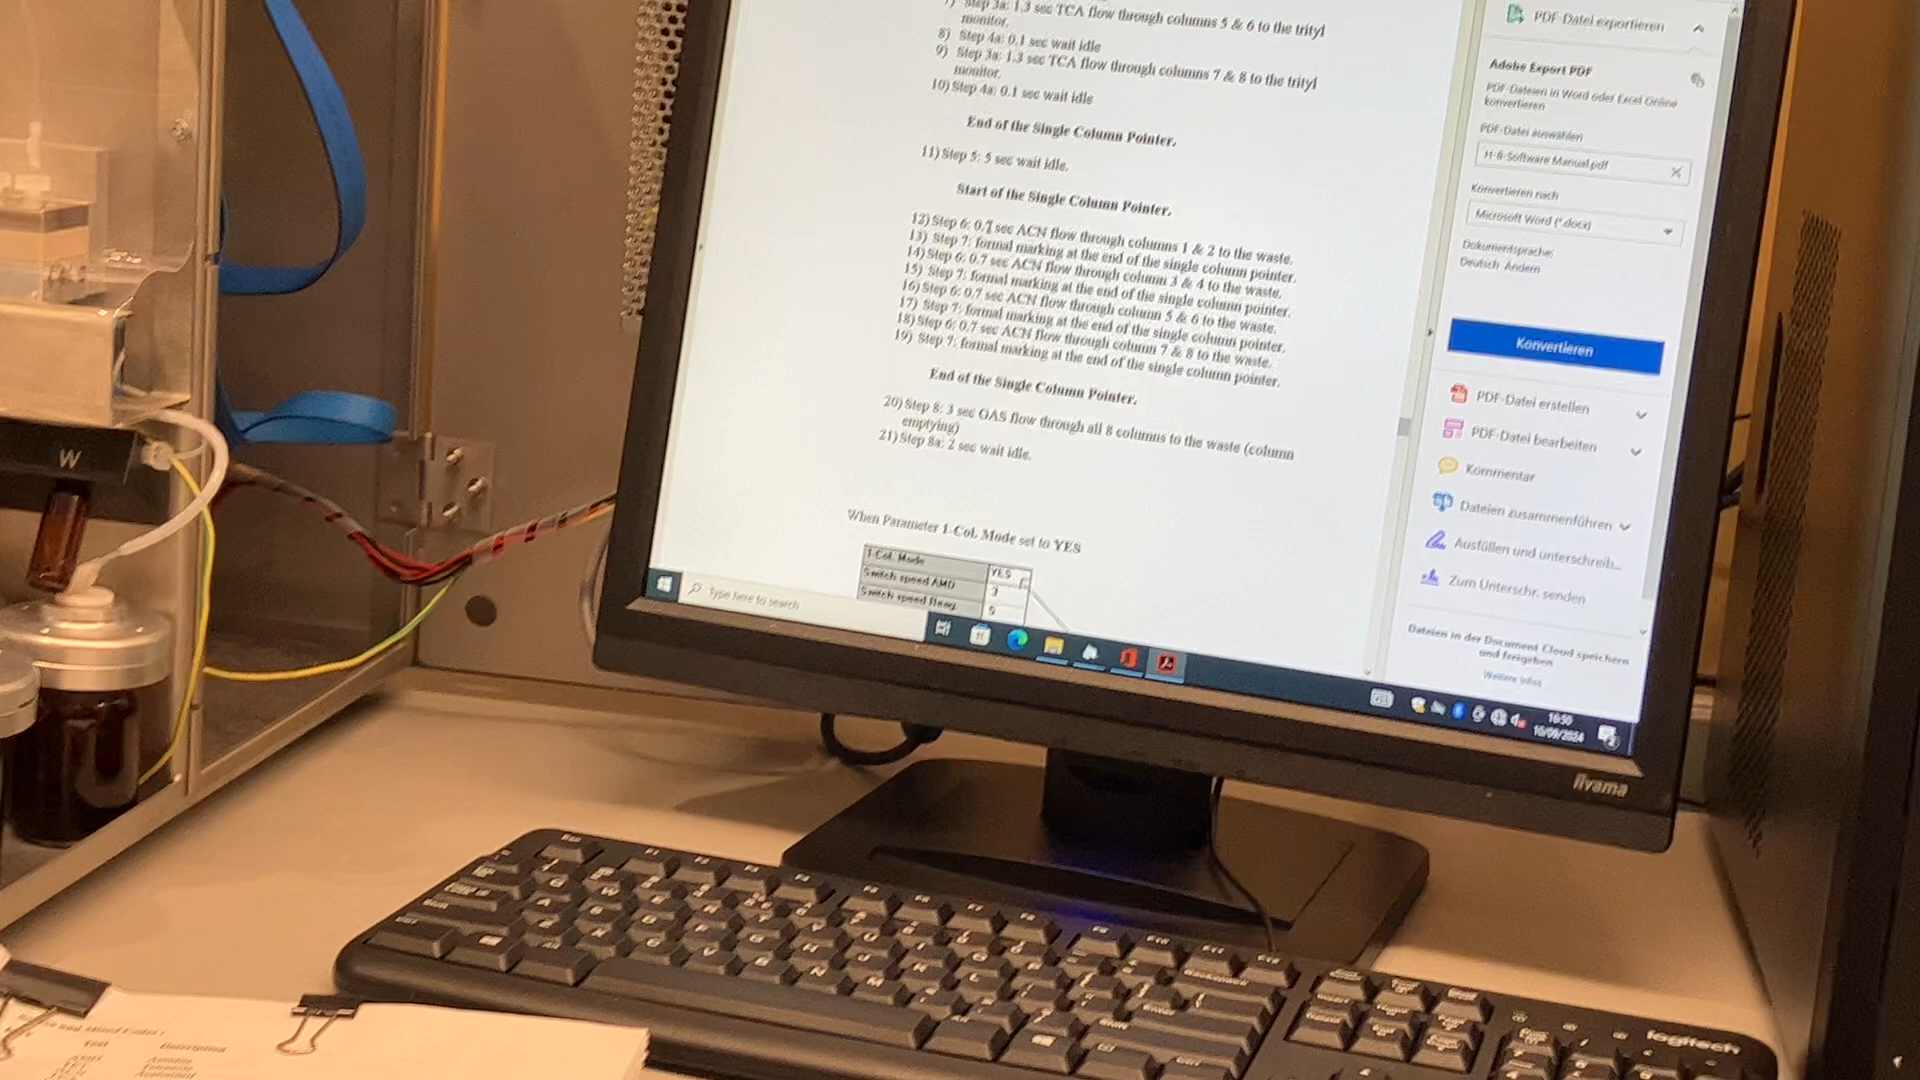 7) Step 3a: 1.3 sec TCA flow through columns 5 & 6 to the trityl
monitor.
8) Step 4a: 0.1 sec wait idle
9) Step 3a: 1.3 sec TCA flow through columns 7 & 8 to the trityl
monitor.
10) Step 4a: 0.1 sec wait idle
End of the Single Column Pointer.
11) Step 5: 5 sec wait idle.
Start of the Single Column Pointer.
12) Step 6: 0.7 sec ACN flow through columns 1 & 2 to the waste.
13) Step 7: formal marking at the end of the single column pointer.
14) Step 6: 0.7 sec ACN flow through column 3 & 4 to the waste.
15) Step 7: formal marking at the end of the single column pointer.
16) Step 6: 0.7 sec ACN flow through column 5 & 6 to the waste.
17) Step 7: formal marking at the end of the single column pointer.
18) Step 6: 0.7 sec ACN flow through column 7 & 8 to the waste.
19) Step 7: formal marking at the end of the single column pointer.
End of the Single Column Pointer.
20) Step 8: 3 sec GAS flow through all 8 columns to the waste (column
emptying)
21) Step 8a: 2 sec wait idle.
When Parameter 1-Col. Mode set to YES
1-Col. Mode YES
Switch speed AMD 3
Switch speed Reag. 5
PDF-Datei exportieren
Adobe Export PDF
PDF-Dateien in Word oder Excel Online
konvertieren
PDF-Datei auswählen
H-8-Software Manual.pdf
Konvertieren nach
Microsoft Word (*.docx)
Dokumentsprache:
Deutsch Ändern
Konvertieren
PDF-Datei erstellen
PDF-Datei bearbeiten
Kommentar
Dateien zusammenführen
Ausfüllen und unterschreib...
Zum Unterschr. senden
Dateien in der Document Cloud speichern
und freigeben
Weitere Infos
Type here to search
16:50
10/09/2024
iiyama
W
logitech
Description